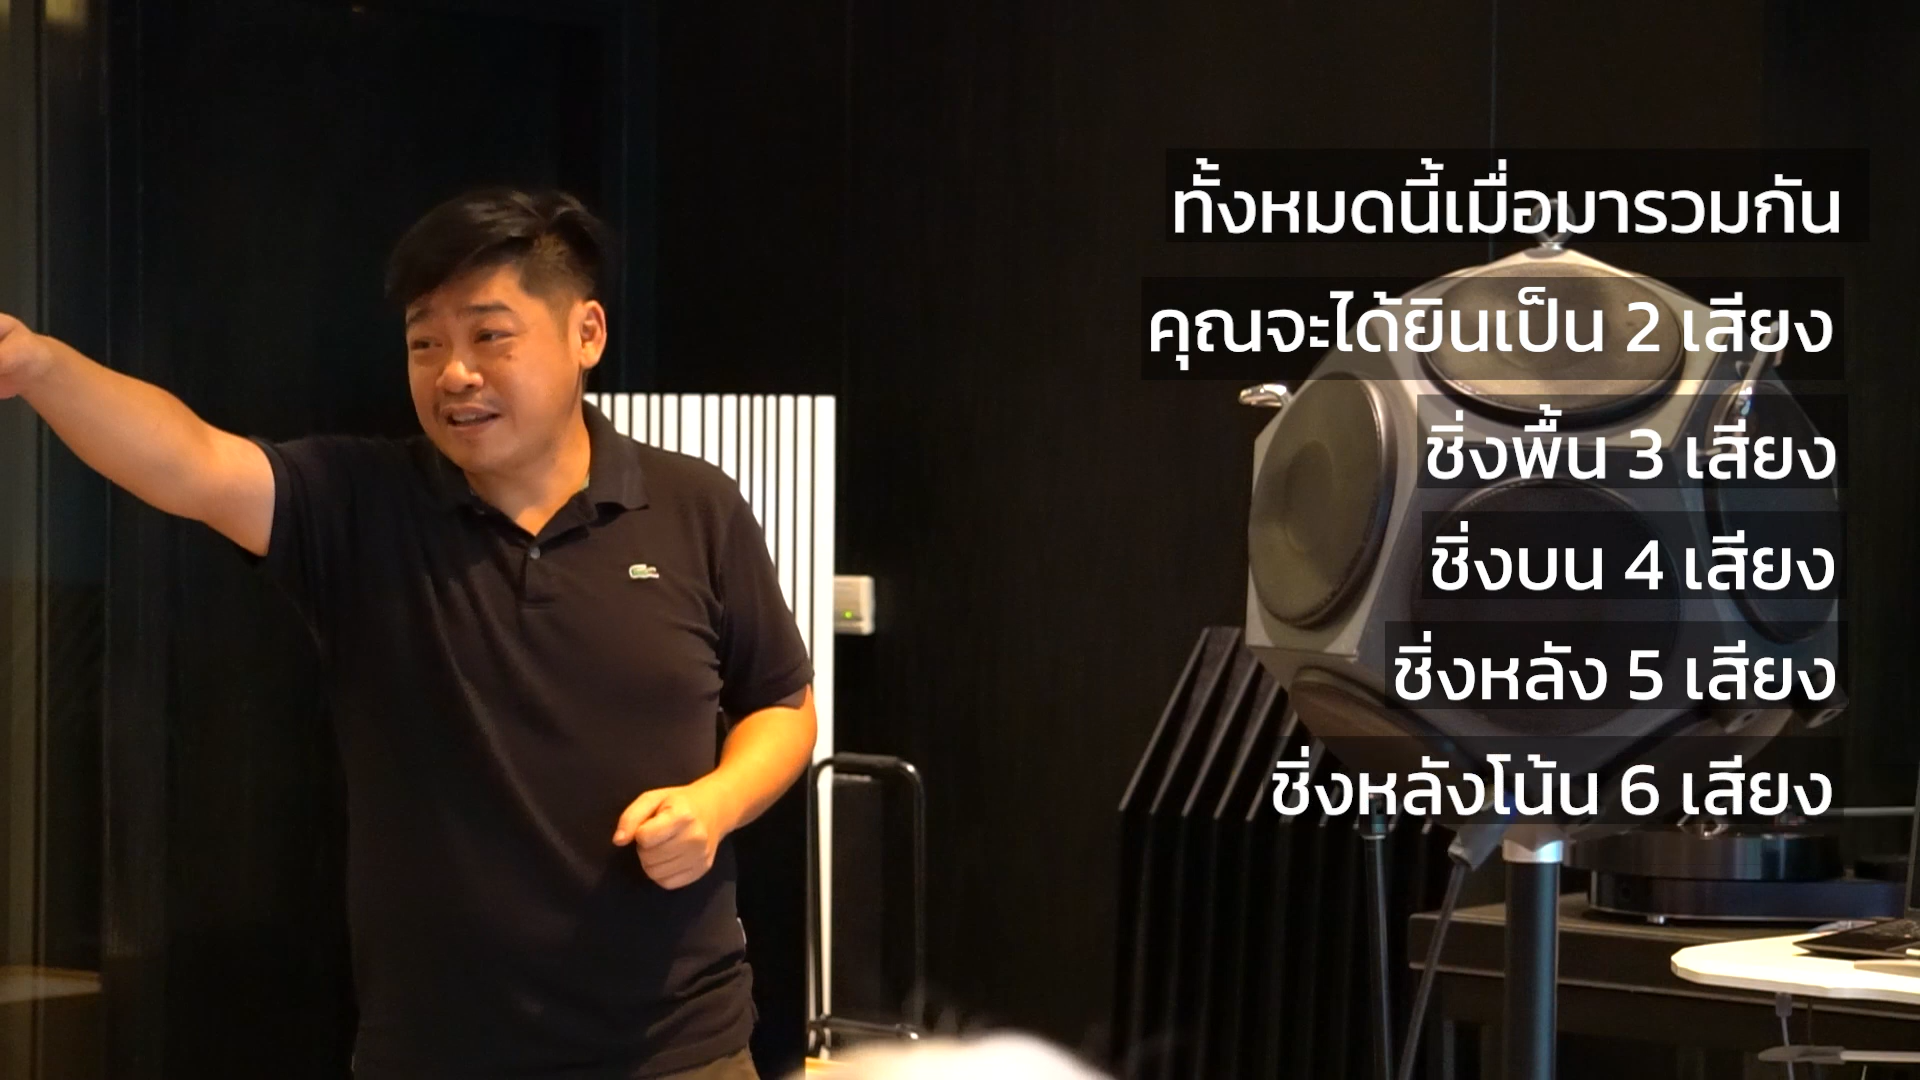 ทั้งหมดนี้เมื่อมารวมกัน
คุณจะได้ยินเป็น 2 เสียง
ชิ่งพื้น 3 เสียง
ชิ่งบน 4 เสียง
ชิ่งหลัง 5 เสียง
ชิ่งหลังโน้น 6 เสียง